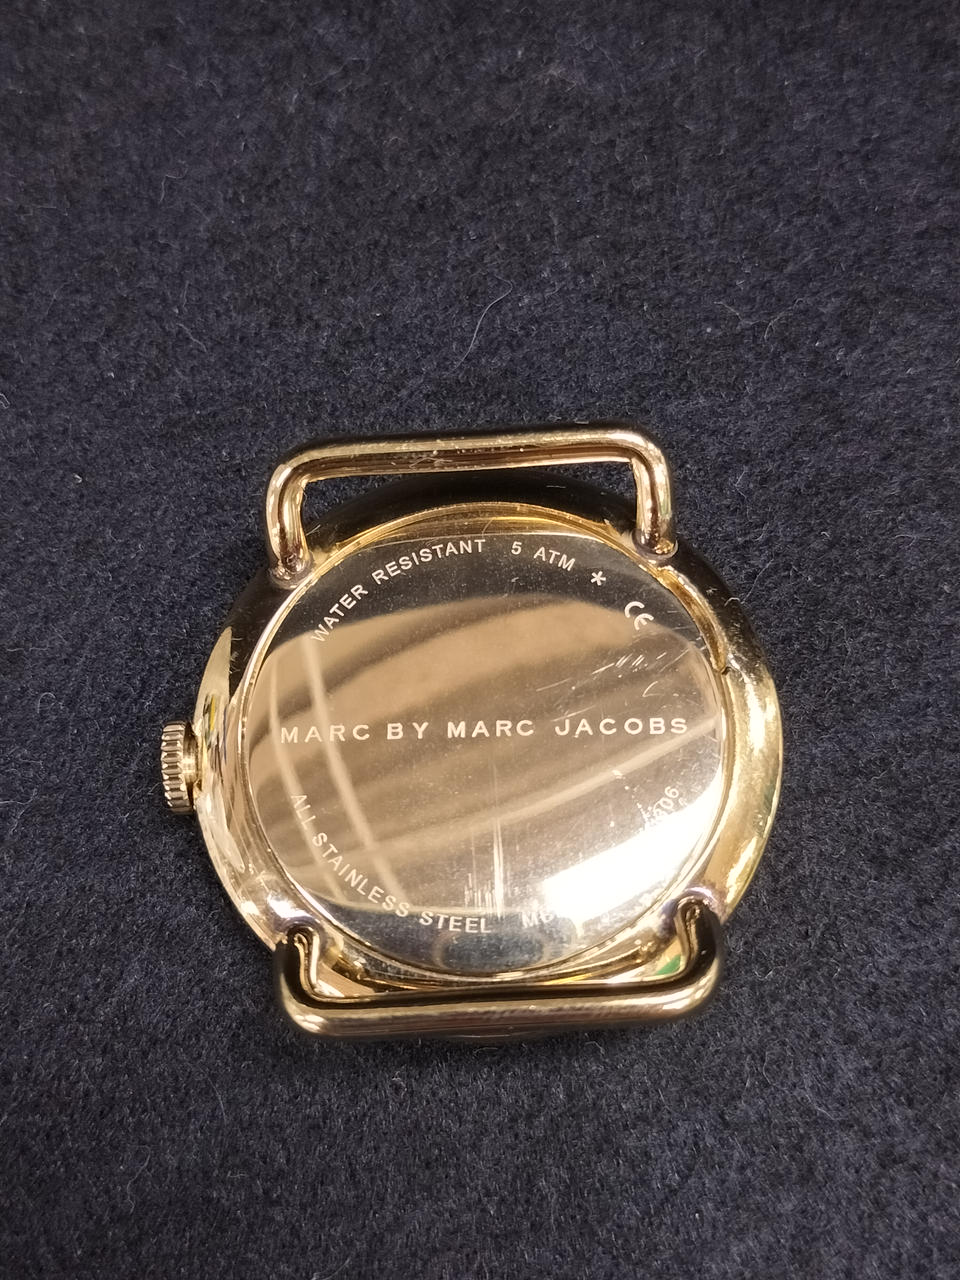 WATER RESISTANT 5 ATM * CE
MARC BY MARC JACOBS
ALL STAINLESS STEEL